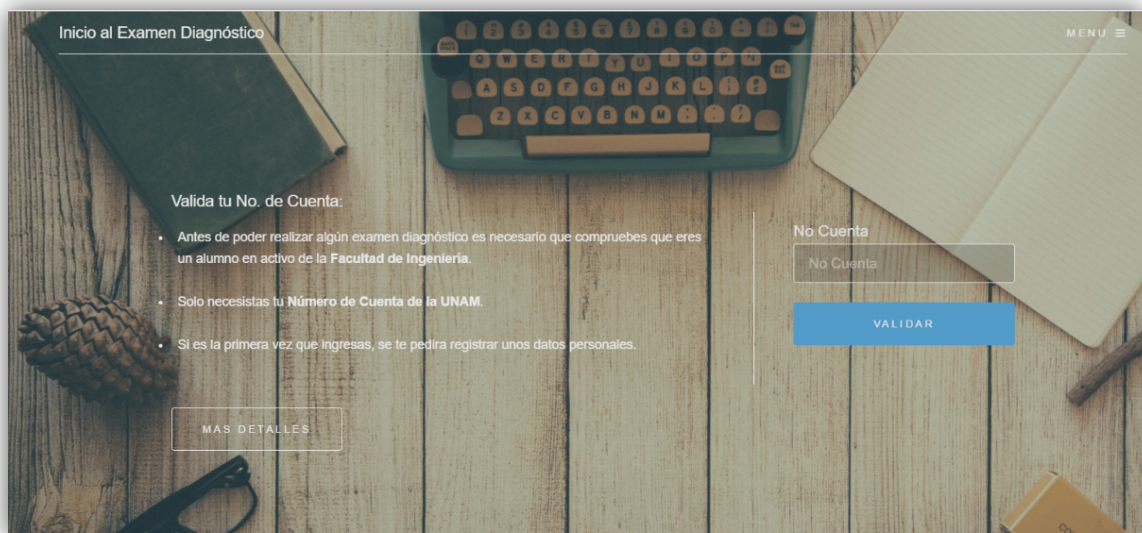 Inicio al Examen Diagnóstico
MENU
Valida tu No. de Cuenta:
Antes de poder realizar algún examen diagnóstico es necesario que compruebes que eres
un alumno en activo de la Facultad de Ingeniería.
Solo necesistas tu Número de Cuenta de la UNAM.
Si es la primera vez que ingresas, se te pedira registrar unos datos personales.
MAS DETALLES
No Cuenta
No Cuenta
VALIDAR